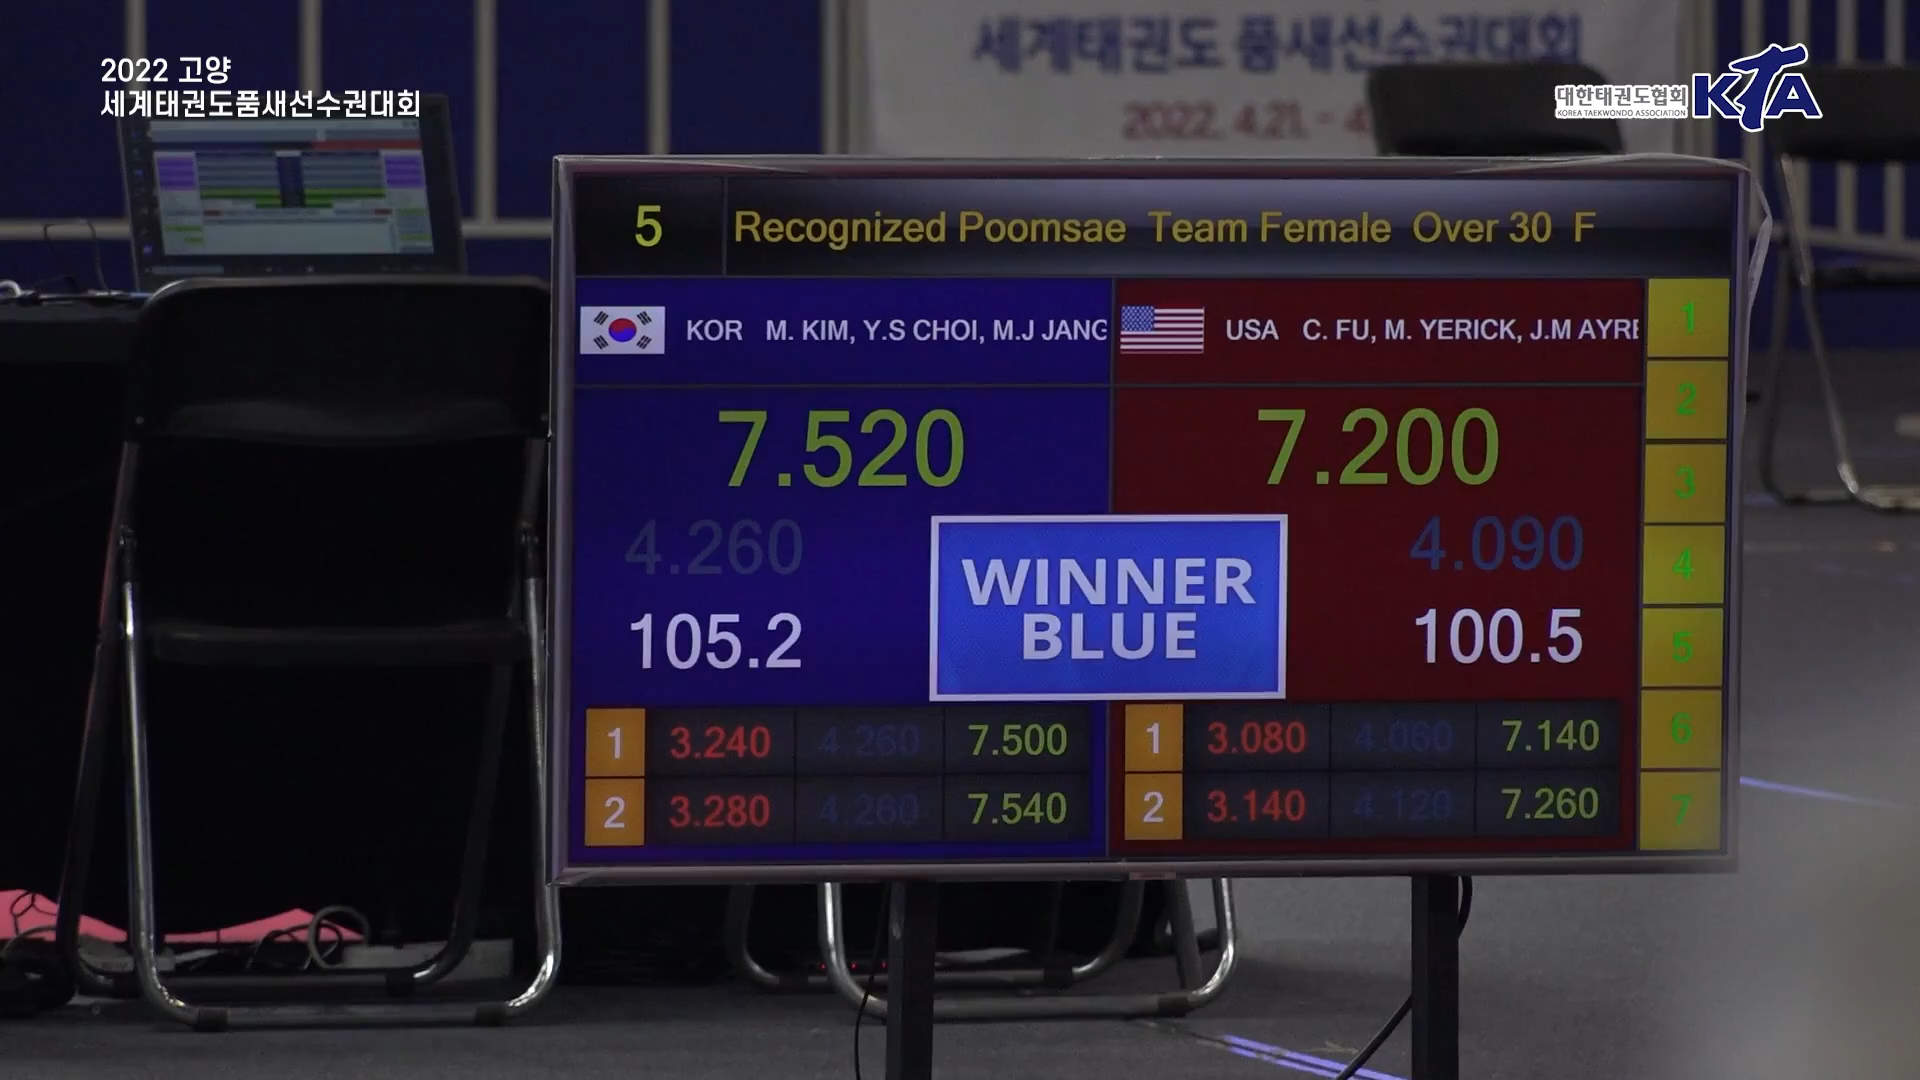 2022 고양
세계태권도품새선수권대회
세계태권도 품새선수권대회
2022. 4.21. - 4
대한태권도협회
KOREA TAEKWONDO ASSOCIATION
KTA
5 Recognized Poomsae Team Female Over 30 F
KOR M. KIM, Y.S CHOI, M.J JANG
USA C. FU, M. YERICK, J.M AYRE
7.520 7.200
4.260 4.090
105.2 100.5
WINNER
BLUE
1 3.240 4.260 7.500
2 3.280 4.260 7.540
1 3.080 4.060 7.140
2 3.140 4.120 7.260
1
2
3
4
5
6
7